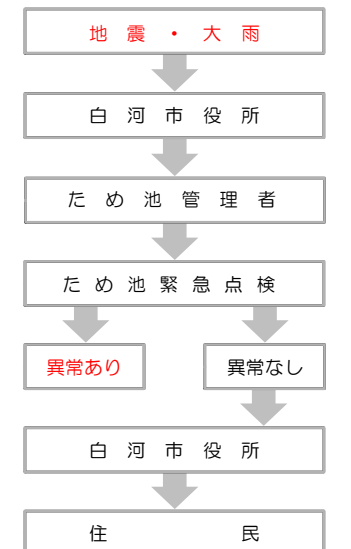 地震・大雨
白河市役所
ため池管理者
ため池緊急点検
異常あり 異常なし
白河市役所
住民